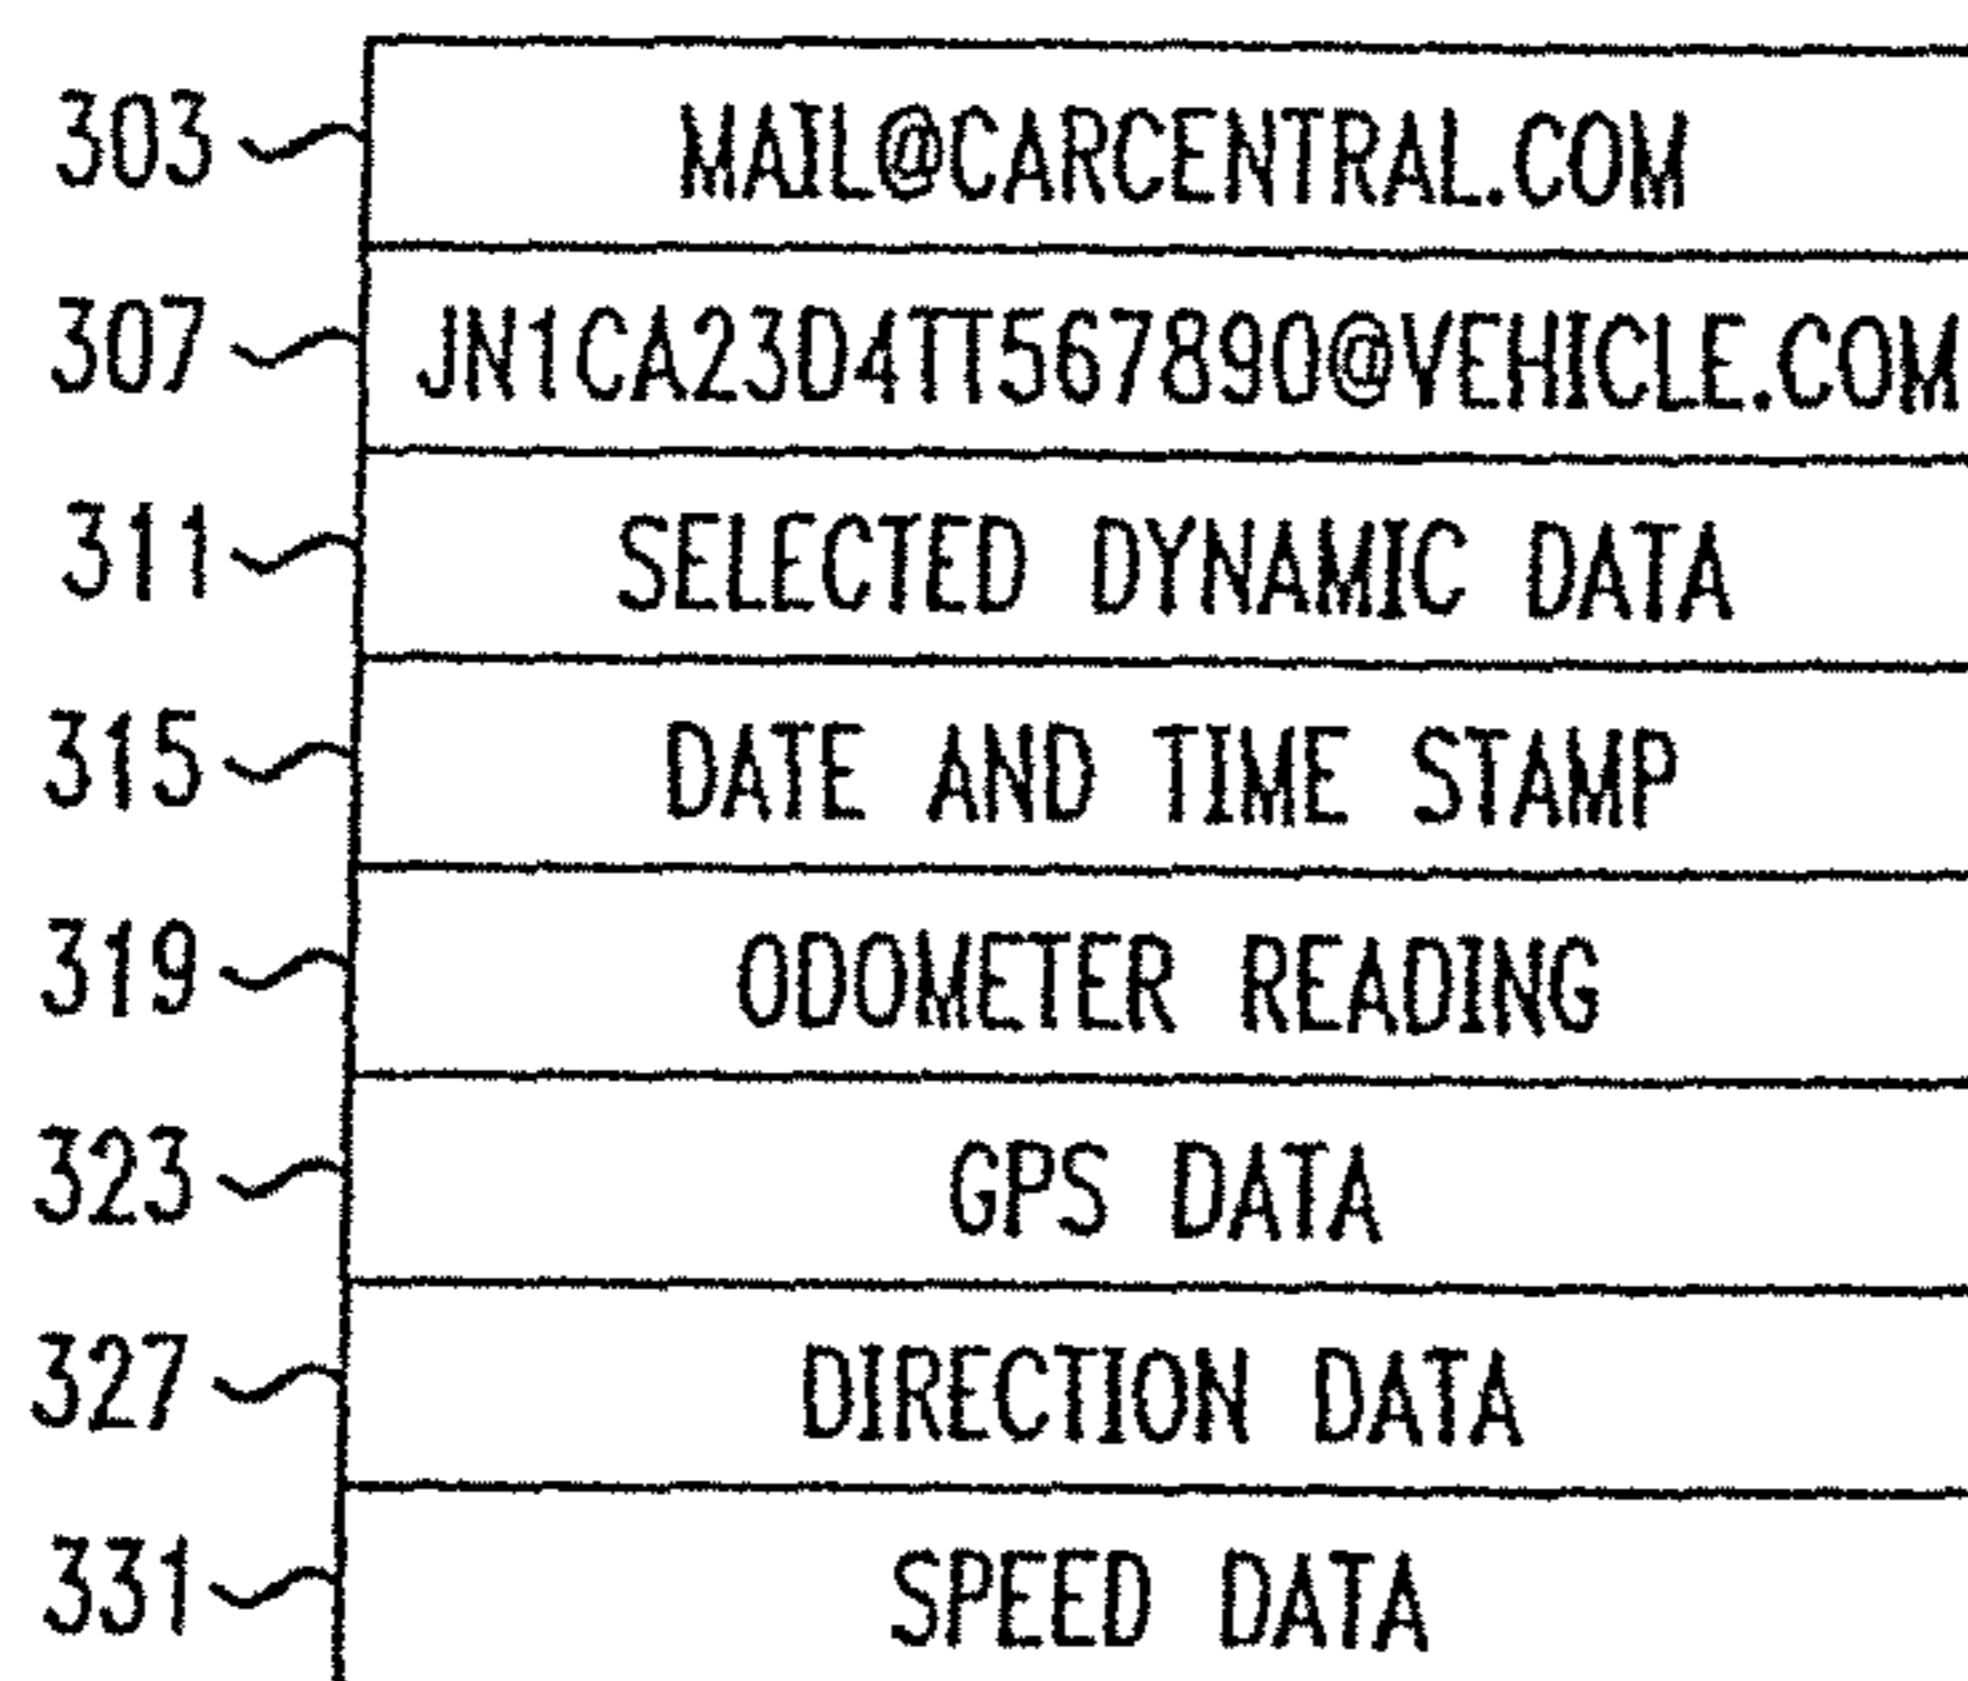 303 MAIL@CARCENTRAL.COM
307 JN1CA23D4TT567890@VEHICLE.COM
311 SELECTED DYNAMIC DATA
315 DATE AND TIME STAMP
319 ODOMETER READING
323 GPS DATA
327 DIRECTION DATA
331 SPEED DATA